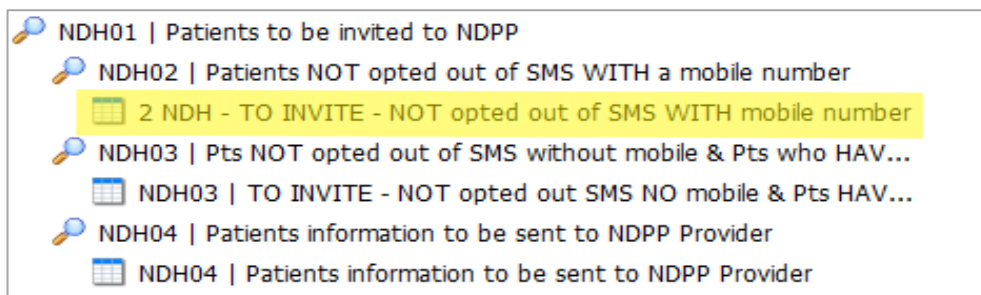 NDH01 | Patients to be invited to NDPP
NDH02 | Patients NOT opted out of SMS WITH a mobile number
2 NDH - TO INVITE - NOT opted out of SMS WITH mobile number
NDH03 | Pts NOT opted out of SMS without mobile & Pts who HAV...
NDH03 | TO INVITE - NOT opted out SMS NO mobile & Pts HAV...
NDH04 | Patients information to be sent to NDPP Provider
NDH04 | Patients information to be sent to NDPP Provider